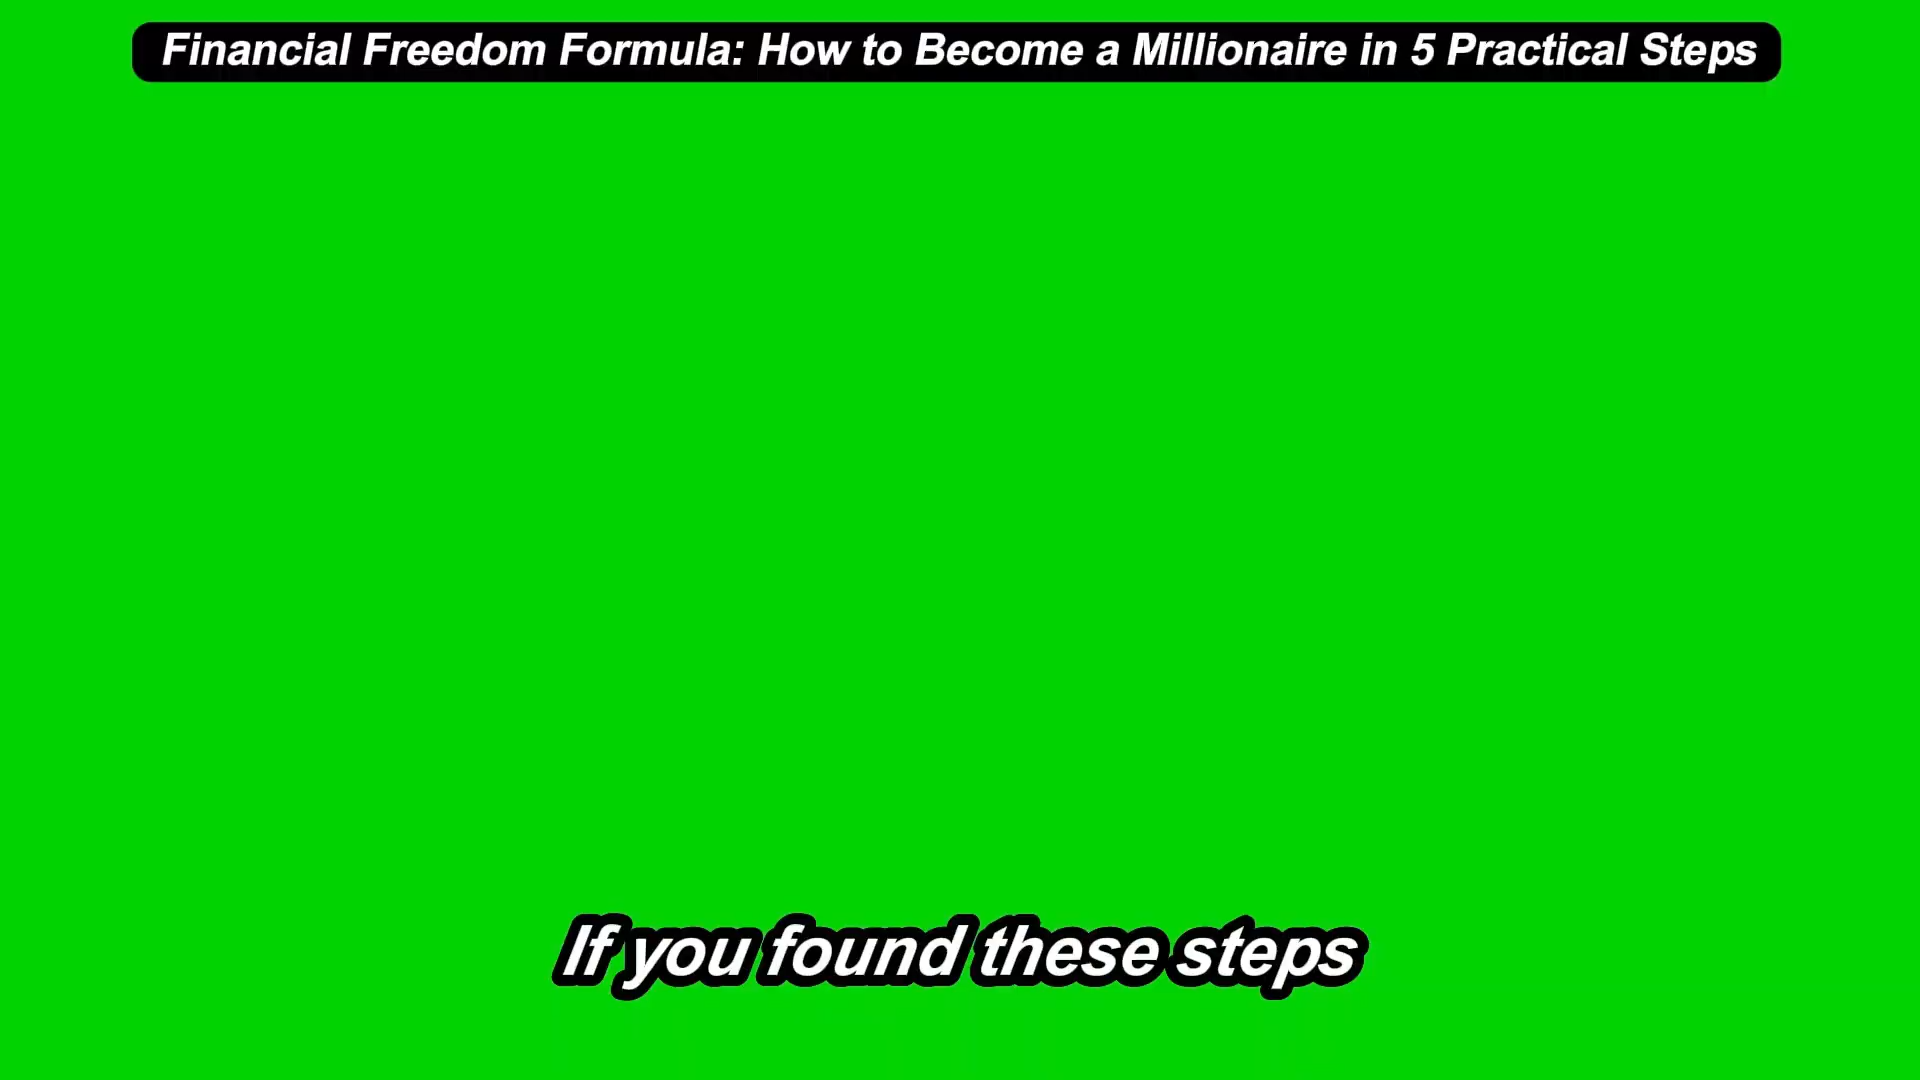 Financial Freedom Formula: How to Become a Millionaire in 5 Practical Steps
If you found these steps